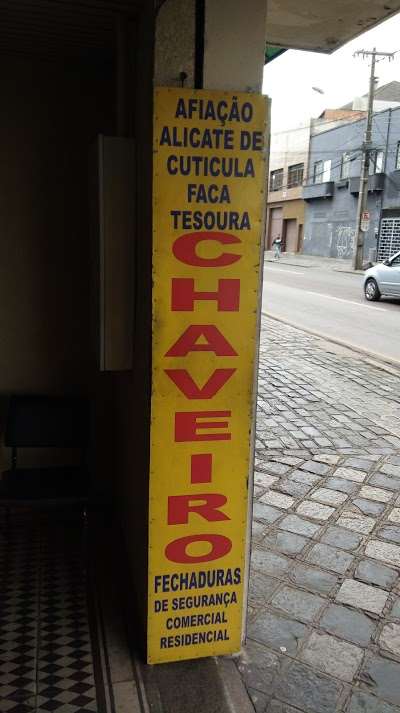 AFIAÇÃO
ALICATE DE
CUTICULA
FACA
TESOURA
CHAVEIRO
FECHADURAS
DE SEGURANÇA
COMERCIAL
RESIDENCIAL